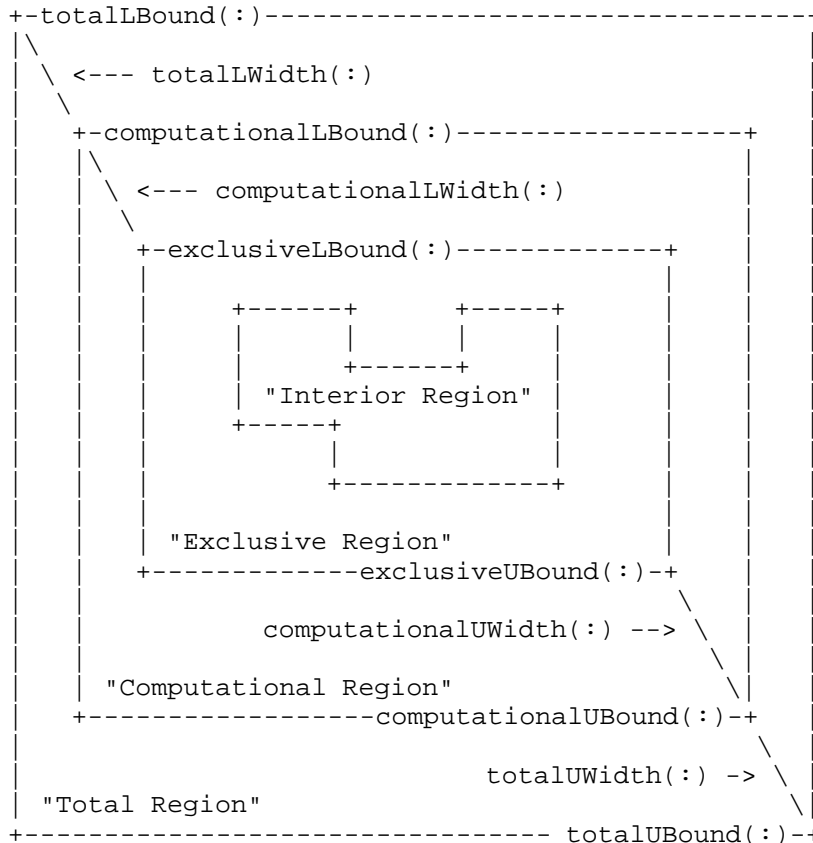 totalLBound(:)
<--- totalLWidth(:)
computationalLBound(:)
<--- computationalLWidth(:)
exclusiveLBound(:)
"Interior Region"
"Exclusive Region"
exclusiveUBound(:)
computationalUWidth(:) -->
"Computational Region"
computationalUBound(:)
totalUWidth(:) ->
"Total Region"
totalUBound(:)